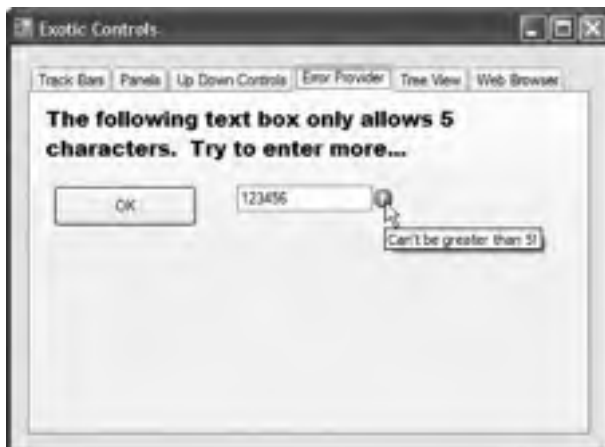 Exotic Controls
Track Bars Panels Up Down Controls Error Provider Tree View Web Browser
The following text box only allows 5
characters. Try to enter more...
OK
123456
Can't be greater than 5!